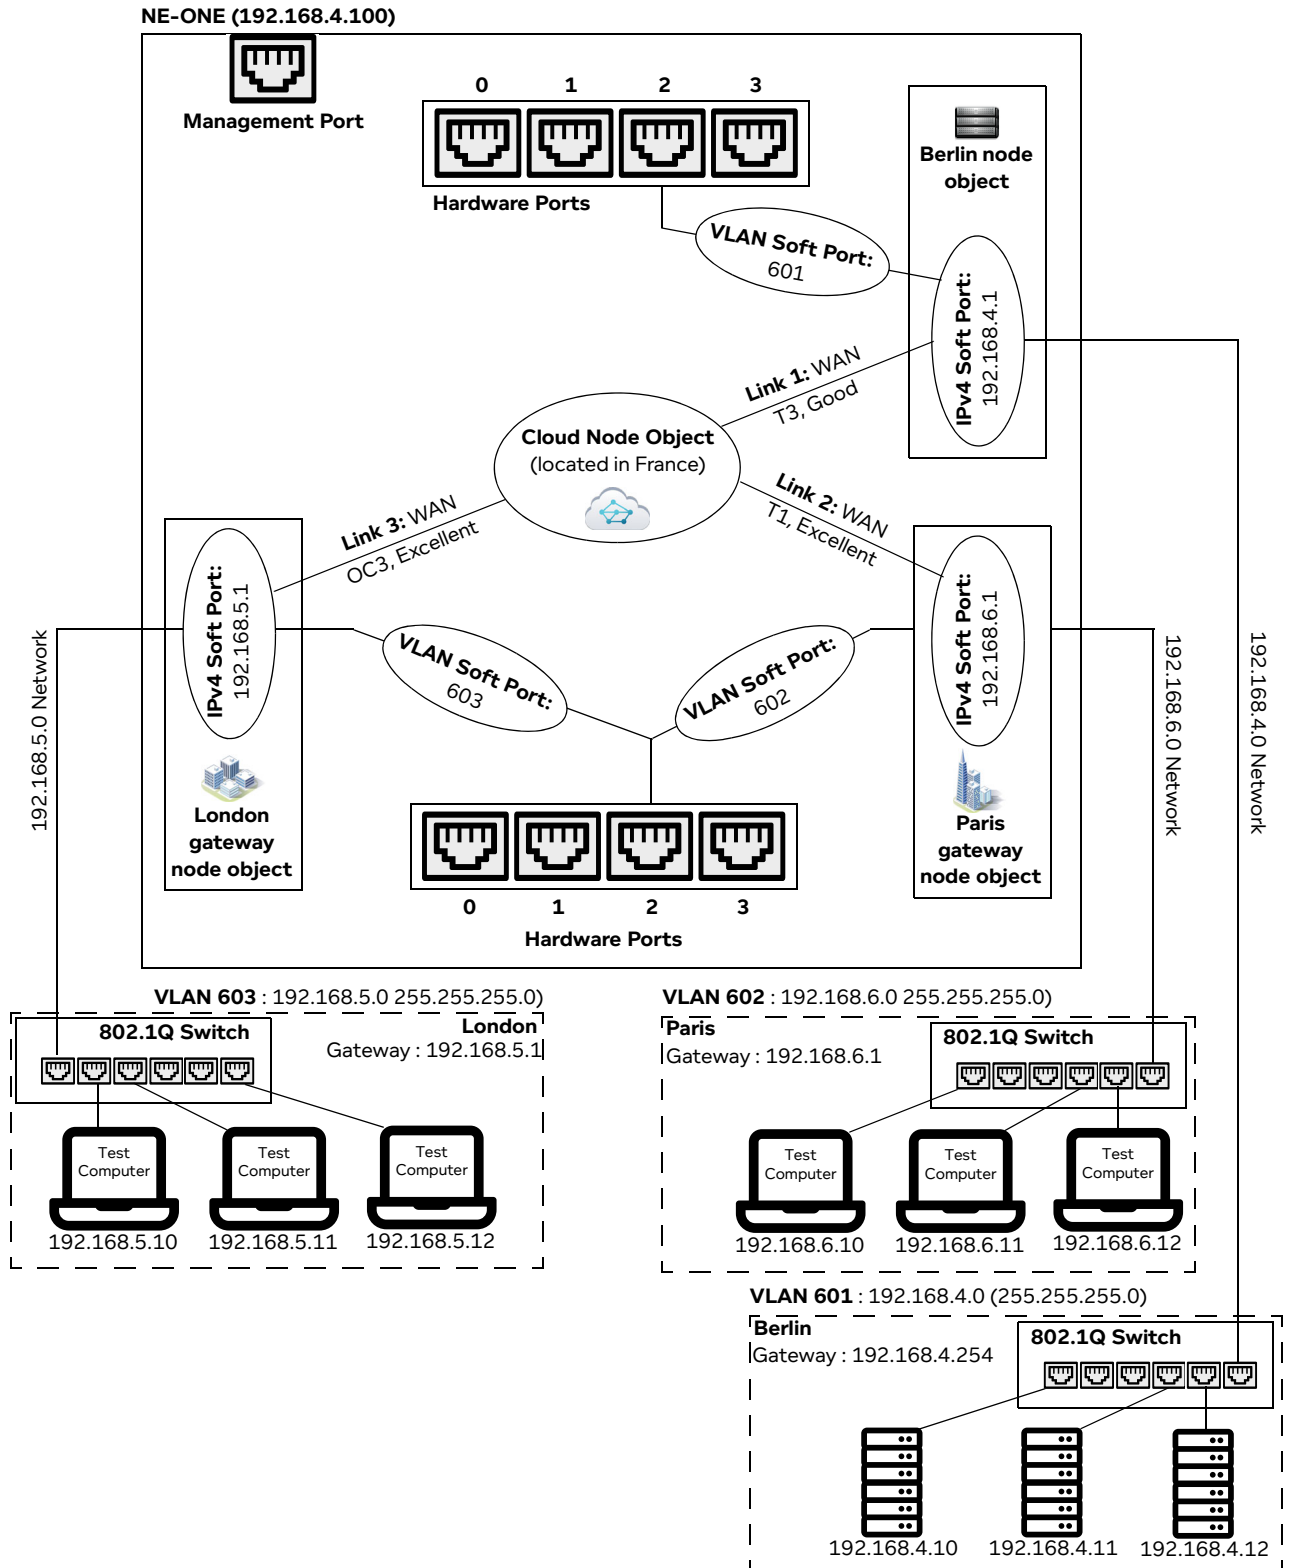 NE-ONE (192.168.4.100)
Management Port
0 1 2 3
Hardware Ports
Berlin node
object
VLAN Soft Port:
601
IPv4 Soft Port:
192.168.4.1
Link 1: WAN
T3, Good
Cloud Node Object
(located in France)
Link 2: WAN
T1, Excellent
Link 3: WAN
OC3, Excellent
IPv4 Soft Port:
192.168.5.1
London
gateway
node object
VLAN Soft Port:
603
VLAN Soft Port:
602
IPv4 Soft Port:
192.168.6.1
Paris
gateway
node object
0 1 2 3
Hardware Ports
192.168.5.0 Network
192.168.6.0 Network
192.168.4.0 Network
VLAN 603 : 192.168.5.0 255.255.255.0)
802.1Q Switch
London
Gateway : 192.168.5.1
Test
Computer
Test
Computer
Test
Computer
192.168.5.10 192.168.5.11 192.168.5.12
VLAN 602 : 192.168.6.0 255.255.255.0)
Paris
Gateway : 192.168.6.1
802.1Q Switch
Test
Computer
Test
Computer
Test
Computer
192.168.6.10 192.168.6.11 192.168.6.12
VLAN 601 : 192.168.4.0 (255.255.255.0)
Berlin
Gateway : 192.168.4.254
802.1Q Switch
192.168.4.10 192.168.4.11 192.168.4.12